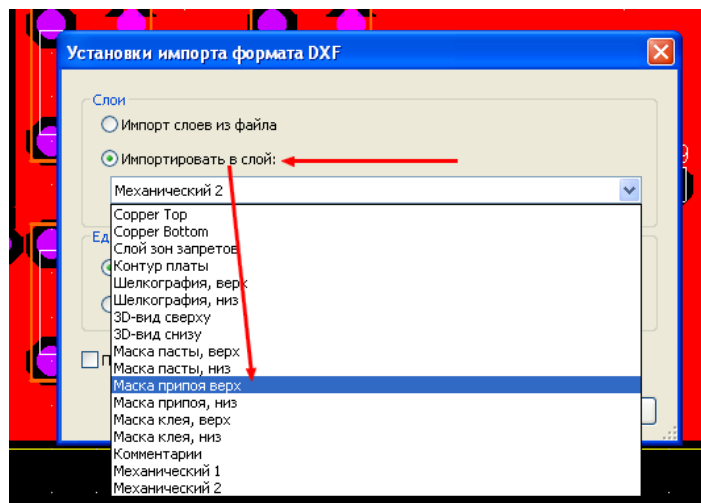 Установки импорта формата DXF
Слои
Импорт слоев из файла
Импортировать в слой:
Механический 2
Copper Top
Copper Bottom
Слой зон запретов
Контур платы
Шелкография, верх
Шелкография, низ
3D-вид сверху
3D-вид снизу
Маска пасты, верх
Маска пасты, низ
Маска припоя верх
Маска припоя, низ
Маска клея, верх
Маска клея, низ
Комментарии
Механический 1
Механический 2